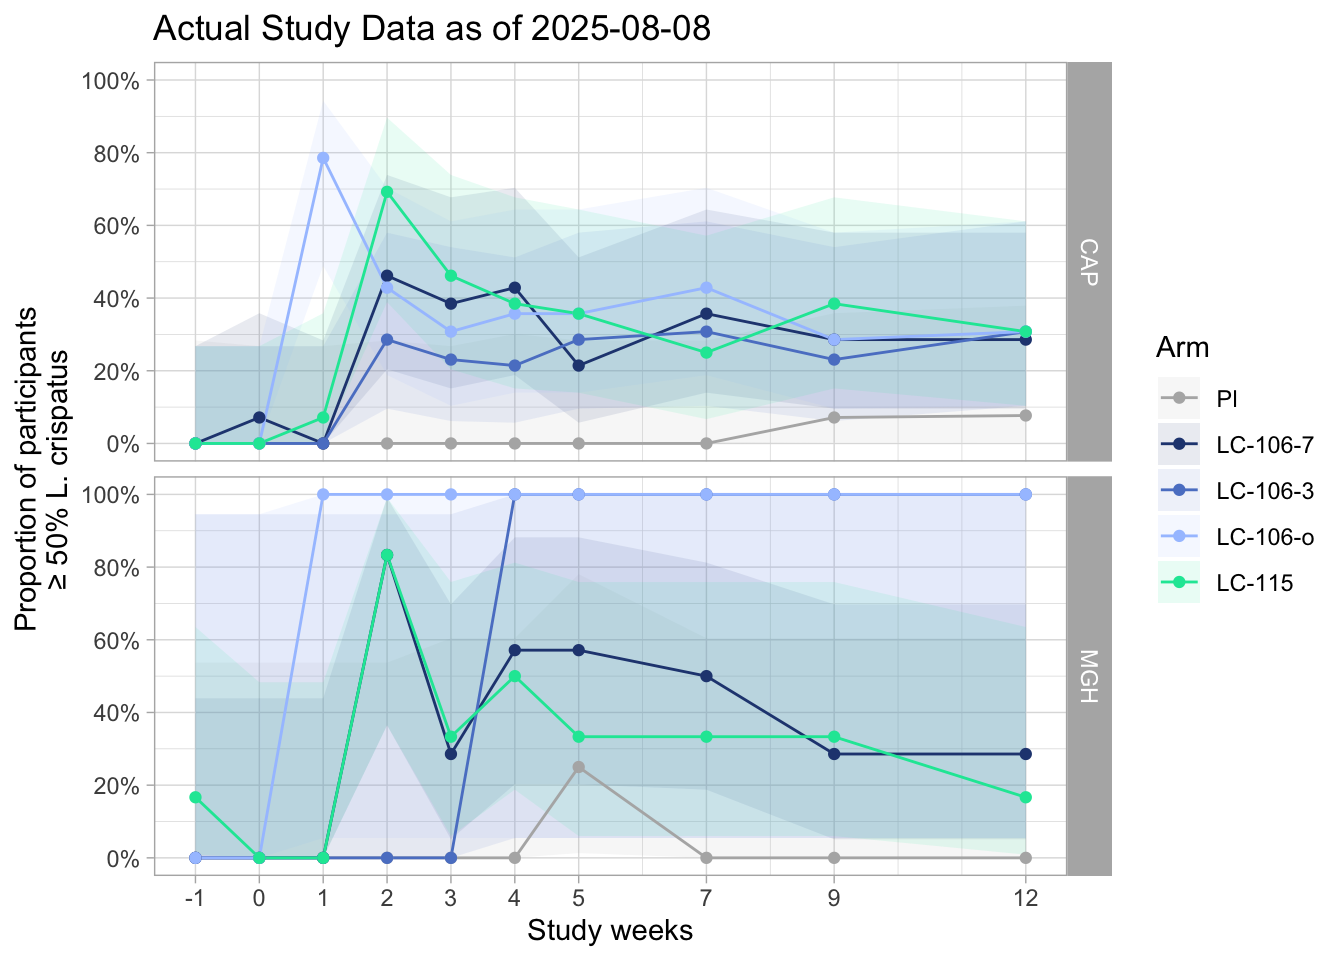 Actual Study Data as of 2025-08-08
Proportion of participants
≥ 50% L. crispatus
100%
80%
60%
40%
20%
0%
CAP
100%
80%
60%
40%
20%
0%
MGH
-1 0 1 2 3 4 5 7 9 12
Study weeks
Arm
Pl
LC-106-7
LC-106-3
LC-106-o
LC-115